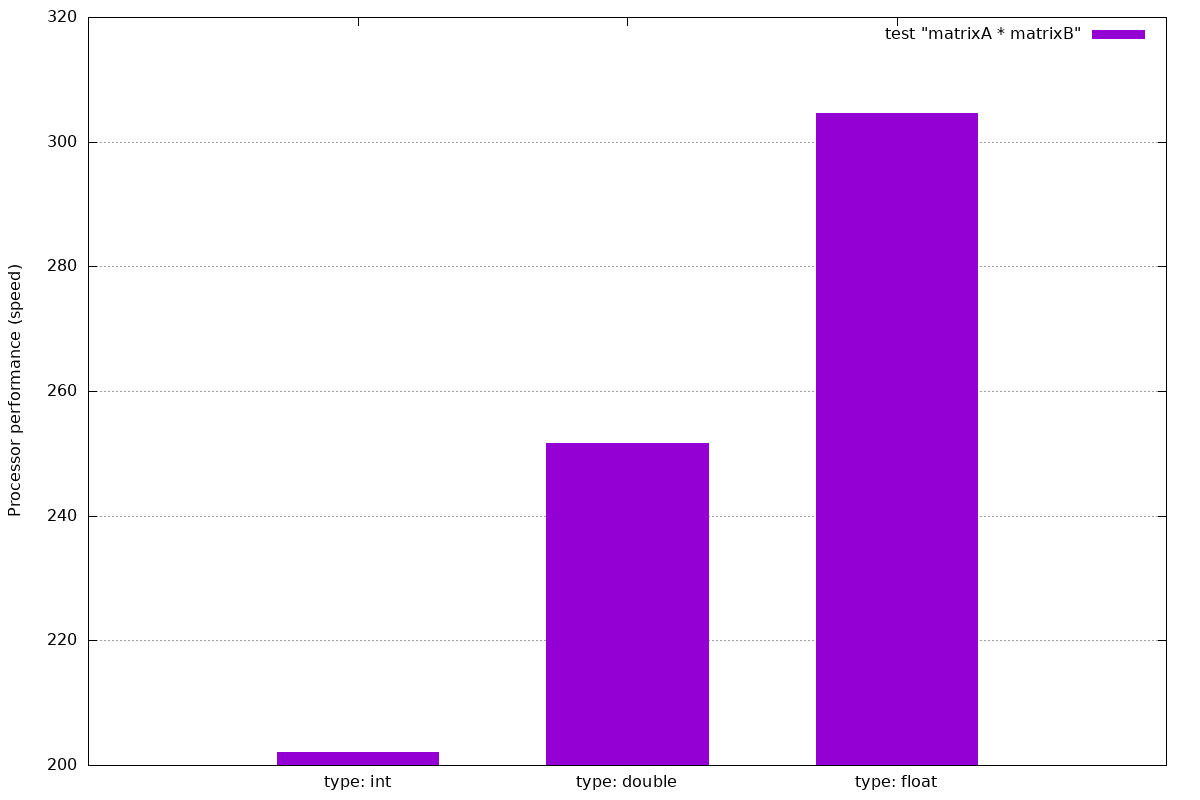 320
test "matrixA * matrixB"
300
280
260
240
220
200
Processor performance (speed)
type: int
type: double
type: float